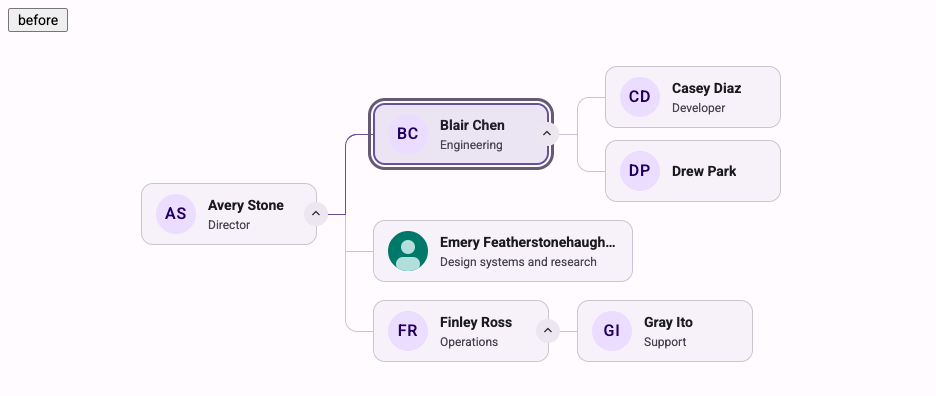 before
AS
Avery Stone
Director
BC
Blair Chen
Engineering
CD
Casey Diaz
Developer
DP
Drew Park
Emery Featherstonehaugh…
Design systems and research
FR
Finley Ross
Operations
GI
Gray Ito
Support